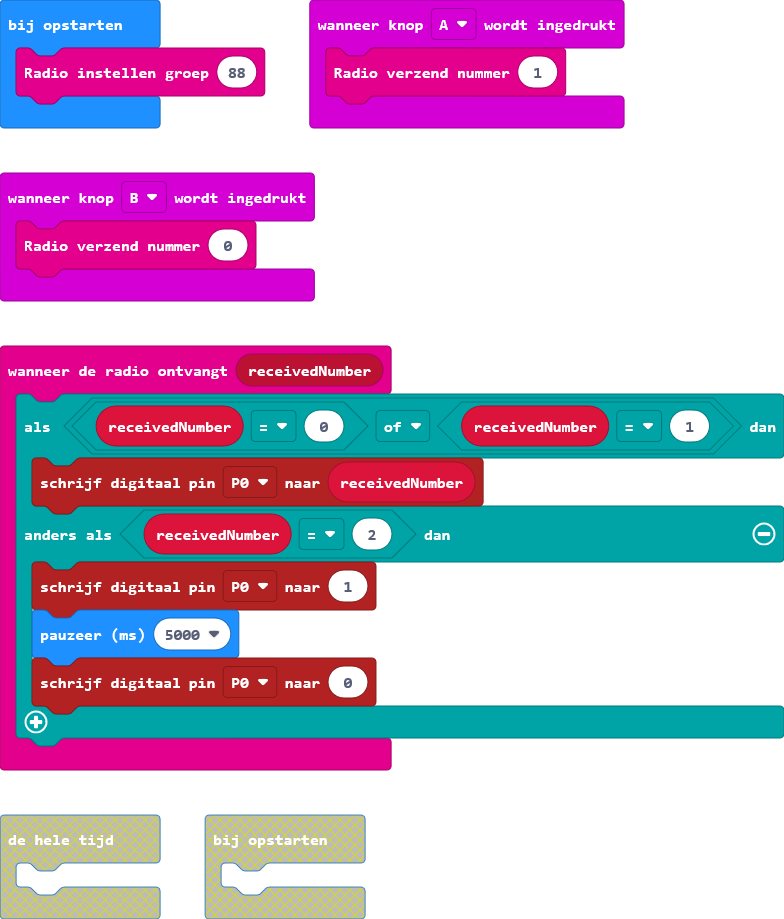 bij opstarten
Radio instellen groep 88
wanneer knop A wordt ingedrukt
Radio verzend nummer 1
wanneer knop B wordt ingedrukt
Radio verzend nummer 0
wanneer de radio ontvangt receivedNumber
als receivedNumber = 0 of receivedNumber = 1 dan
schrijf digitaal pin P0 naar receivedNumber
anders als receivedNumber = 2 dan
schrijf digitaal pin P0 naar 1
pauzeer (ms) 5000
schrijf digitaal pin P0 naar 0
de hele tijd
bij opstarten